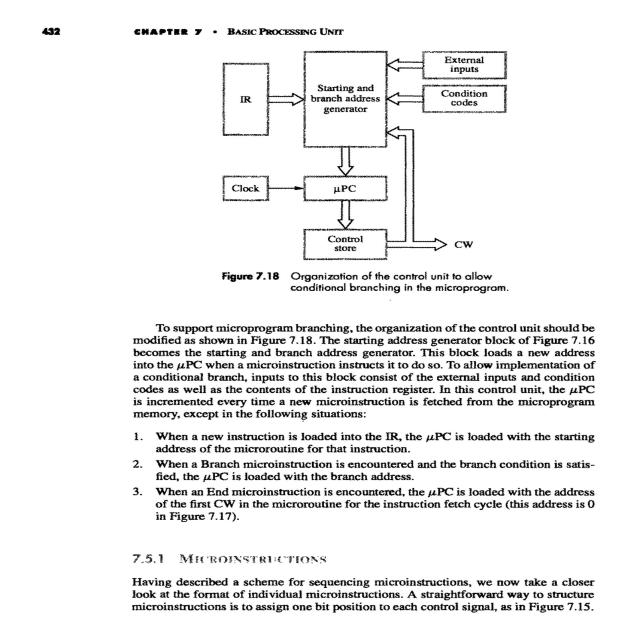 432
CHAPTER 7 • BASIC PROCESSING UNIT
External
inputs
IR
Starting and
branch address
generator
Condition
codes
Clock
μPC
Control
store
CW
Figure 7.18 Organization of the control unit to allow
conditional branching in the microprogram.
To support microprogram branching, the organization of the control unit should be
modified as shown in Figure 7.18. The starting address generator block of Figure 7.16
becomes the starting and branch address generator. This block loads a new address
into the μPC when a microinstruction instructs it to do so. To allow implementation of
a conditional branch, inputs to this block consist of the external inputs and condition
codes as well as the contents of the instruction register. In this control unit, the μPC
is incremented every time a new microinstruction is fetched from the microprogram
memory, except in the following situations:
1. When a new instruction is loaded into the IR, the μPC is loaded with the starting
address of the microroutine for that instruction.
2. When a Branch microinstruction is encountered and the branch condition is satis-
fied, the μPC is loaded with the branch address.
3. When an End microinstruction is encountered, the μPC is loaded with the address
of the first CW in the microroutine for the instruction fetch cycle (this address is 0
in Figure 7.17).
7.5.1 MICROINSTRUCTIONS
Having described a scheme for sequencing microinstructions, we now take a closer
look at the format of individual microinstructions. A straightforward way to structure
microinstructions is to assign one bit position to each control signal, as in Figure 7.15.